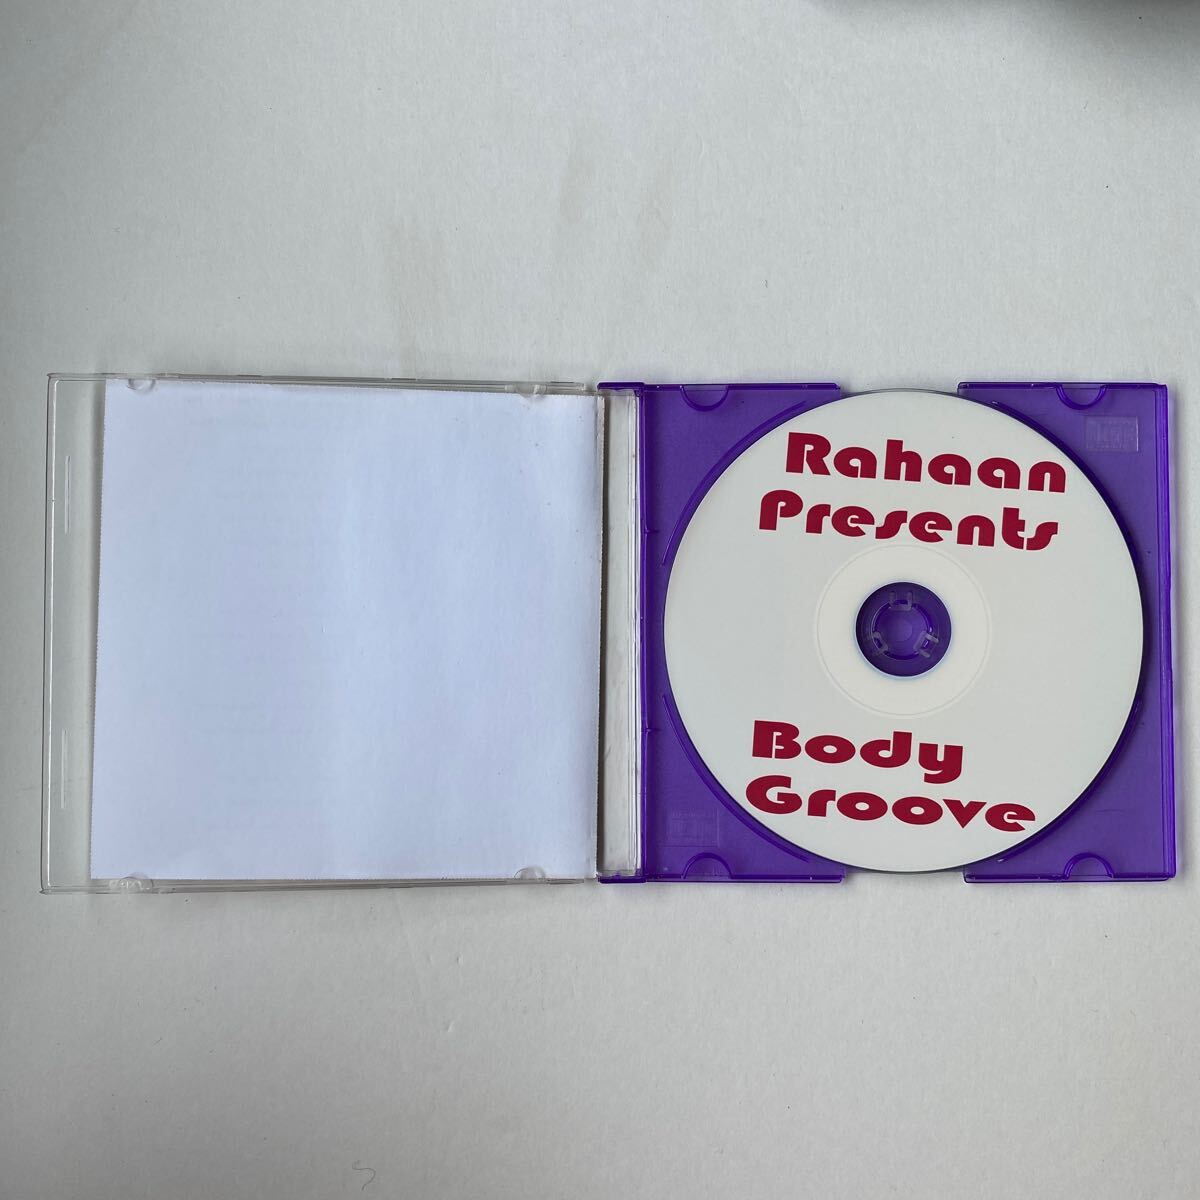 Rahaan
Presents
Body
Groove